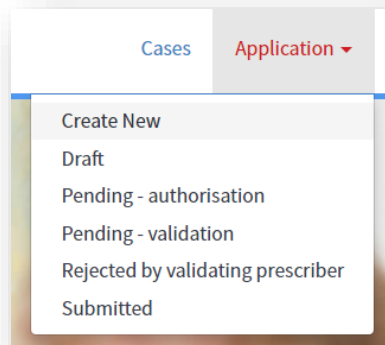 Cases Application
Create New
Draft
Pending - authorisation
Pending - validation
Rejected by validating prescriber
Submitted